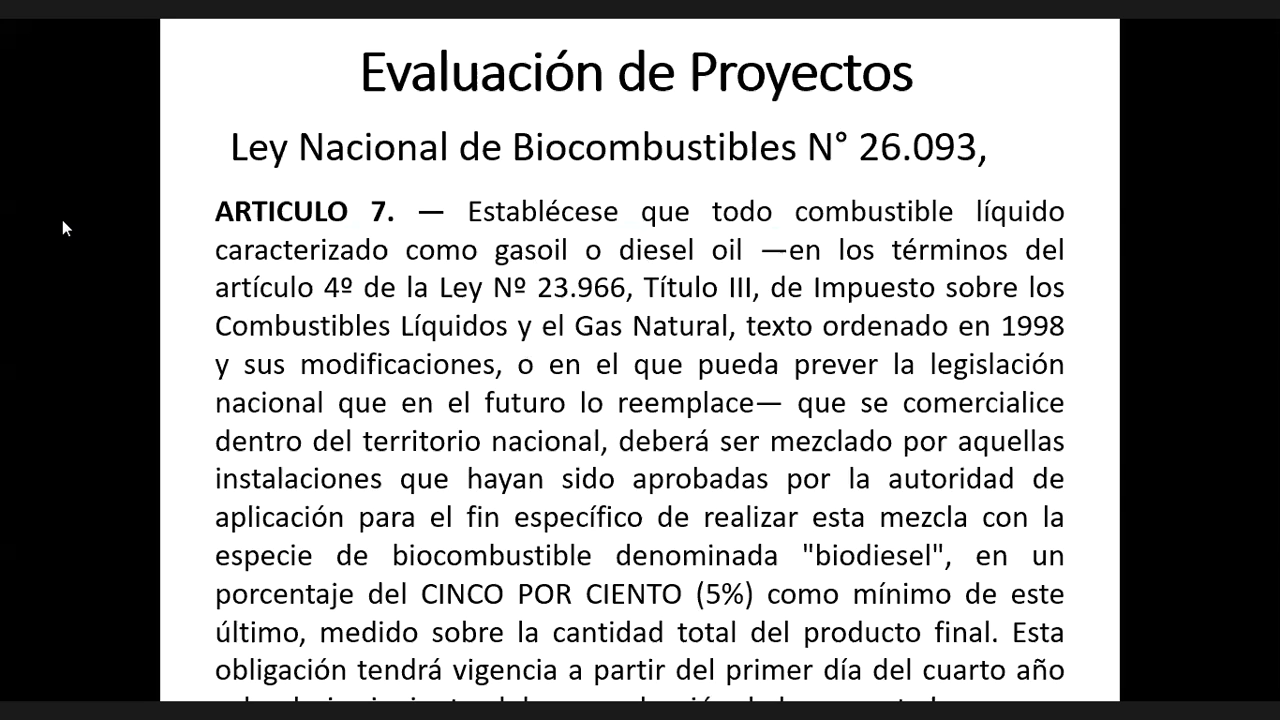 Evaluación de Proyectos
Ley Nacional de Biocombustibles N° 26.093,
ARTICULO 7. — Establécese que todo combustible líquido
caracterizado como gasoil o diesel oil —en los términos del
artículo 4º de la Ley Nº 23.966, Título III, de Impuesto sobre los
Combustibles Líquidos y el Gas Natural, texto ordenado en 1998
y sus modificaciones, o en el que pueda prever la legislación
nacional que en el futuro lo reemplace— que se comercialice
dentro del territorio nacional, deberá ser mezclado por aquellas
instalaciones que hayan sido aprobadas por la autoridad de
aplicación para el fin específico de realizar esta mezcla con la
especie de biocombustible denominada "biodiesel", en un
porcentaje del CINCO POR CIENTO (5%) como mínimo de este
último, medido sobre la cantidad total del producto final. Esta
obligación tendrá vigencia a partir del primer día del cuarto año